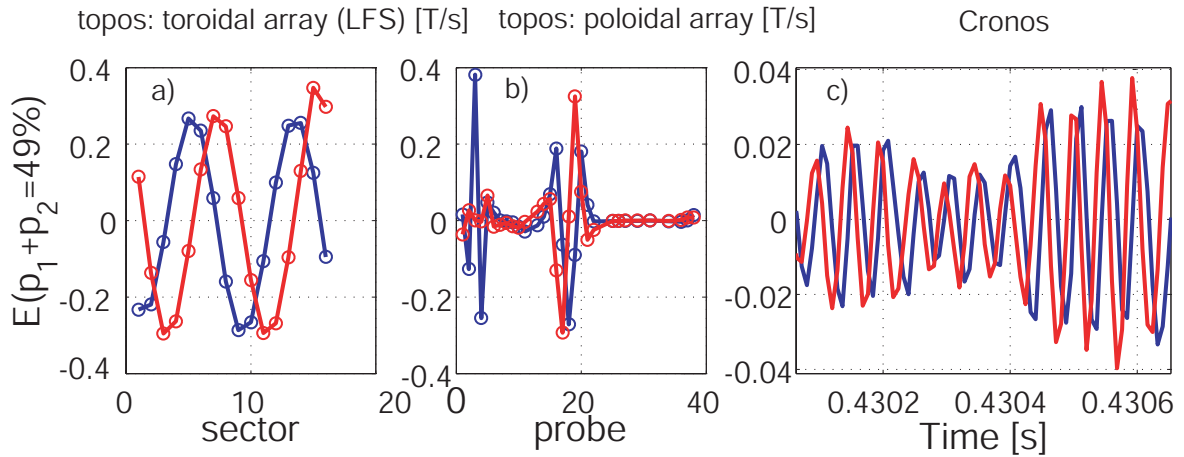 topos: toroidal array (LFS) [T/s]
topos: poloidal array [T/s]
Cronos
E(p₁+p₂=49%)
a)
0.4
0.2
0
-0.2
-0.4
0
10
20
sector
b)
0.4
0.2
0
-0.2
-0.4
0
20
40
probe
c)
0.04
0.02
0
-0.02
-0.04
0.4302
0.4304
0.4306
Time [s]